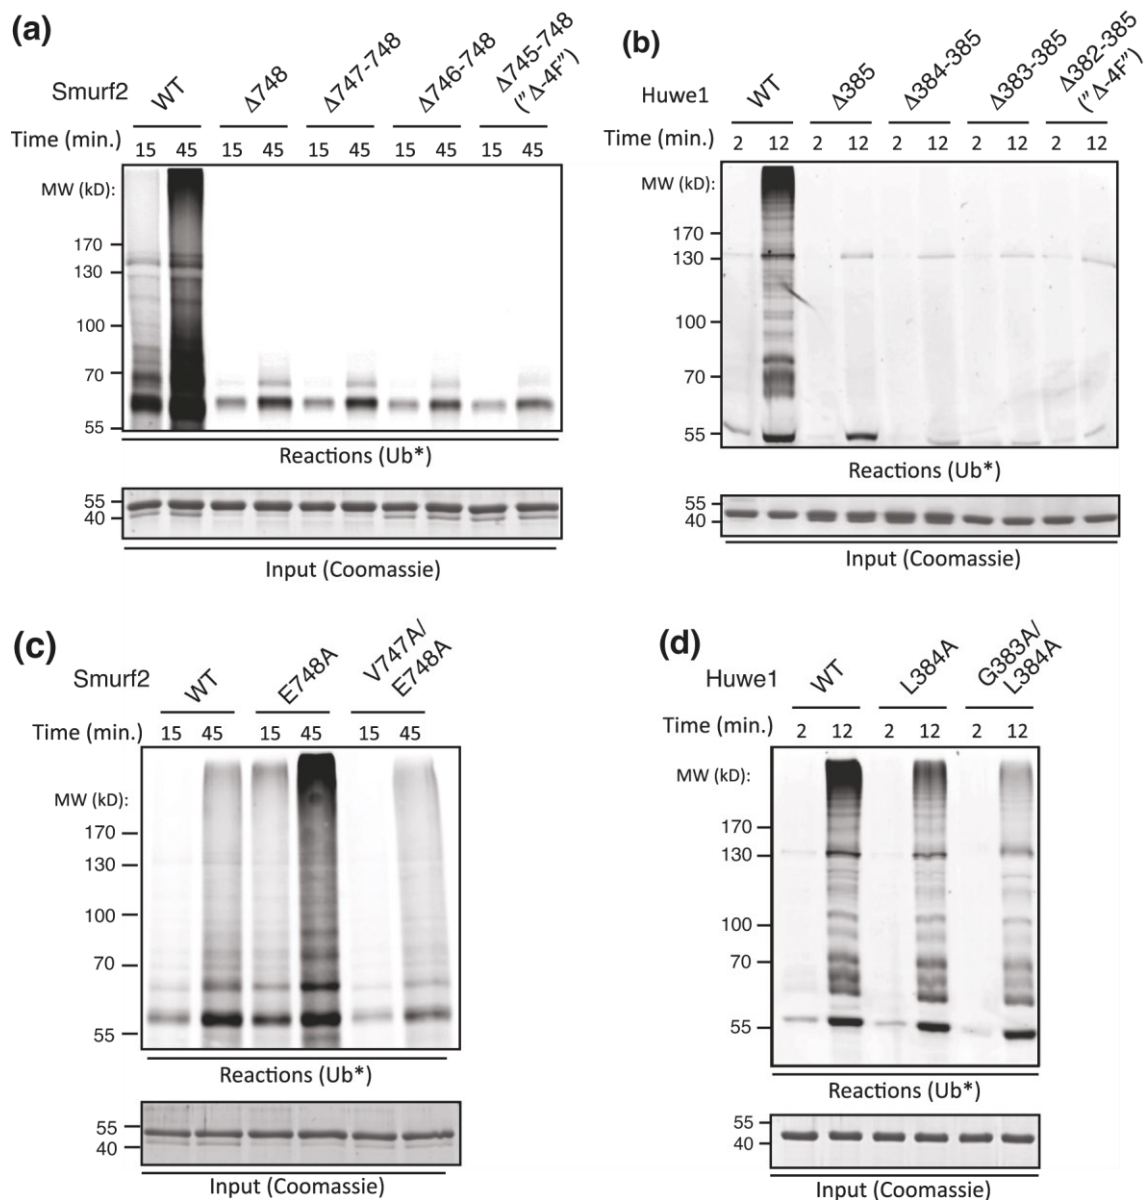 (a)
Smurf2
WT
Δ748
Δ747-748
Δ746-748
Δ745-748
("Δ-4F")
Time (min.)
15 45 15 45 15 45 15 45 15 45
MW (kD):
170
130
100
70
55
Reactions (Ub*)
55
40
Input (Coomassie)
(b)
Huwe1
WT
Δ385
Δ384-385
Δ383-385
Δ382-385
("Δ-4F")
Time (min.)
2 12 2 12 2 12 2 12 2 12
MW (kD):
170
130
100
70
55
Reactions (Ub*)
55
40
Input (Coomassie)
(c)
Smurf2
WT
E748A
V747A/
E748A
Time (min.)
15 45 15 45 15 45
MW (kD):
170
130
100
70
55
Reactions (Ub*)
55
40
Input (Coomassie)
(d)
Huwe1
WT
L384A
G383A/
L384A
Time (min.)
2 12 2 12 2 12
MW (kD):
170
130
100
70
55
Reactions (Ub*)
55
40
Input (Coomassie)